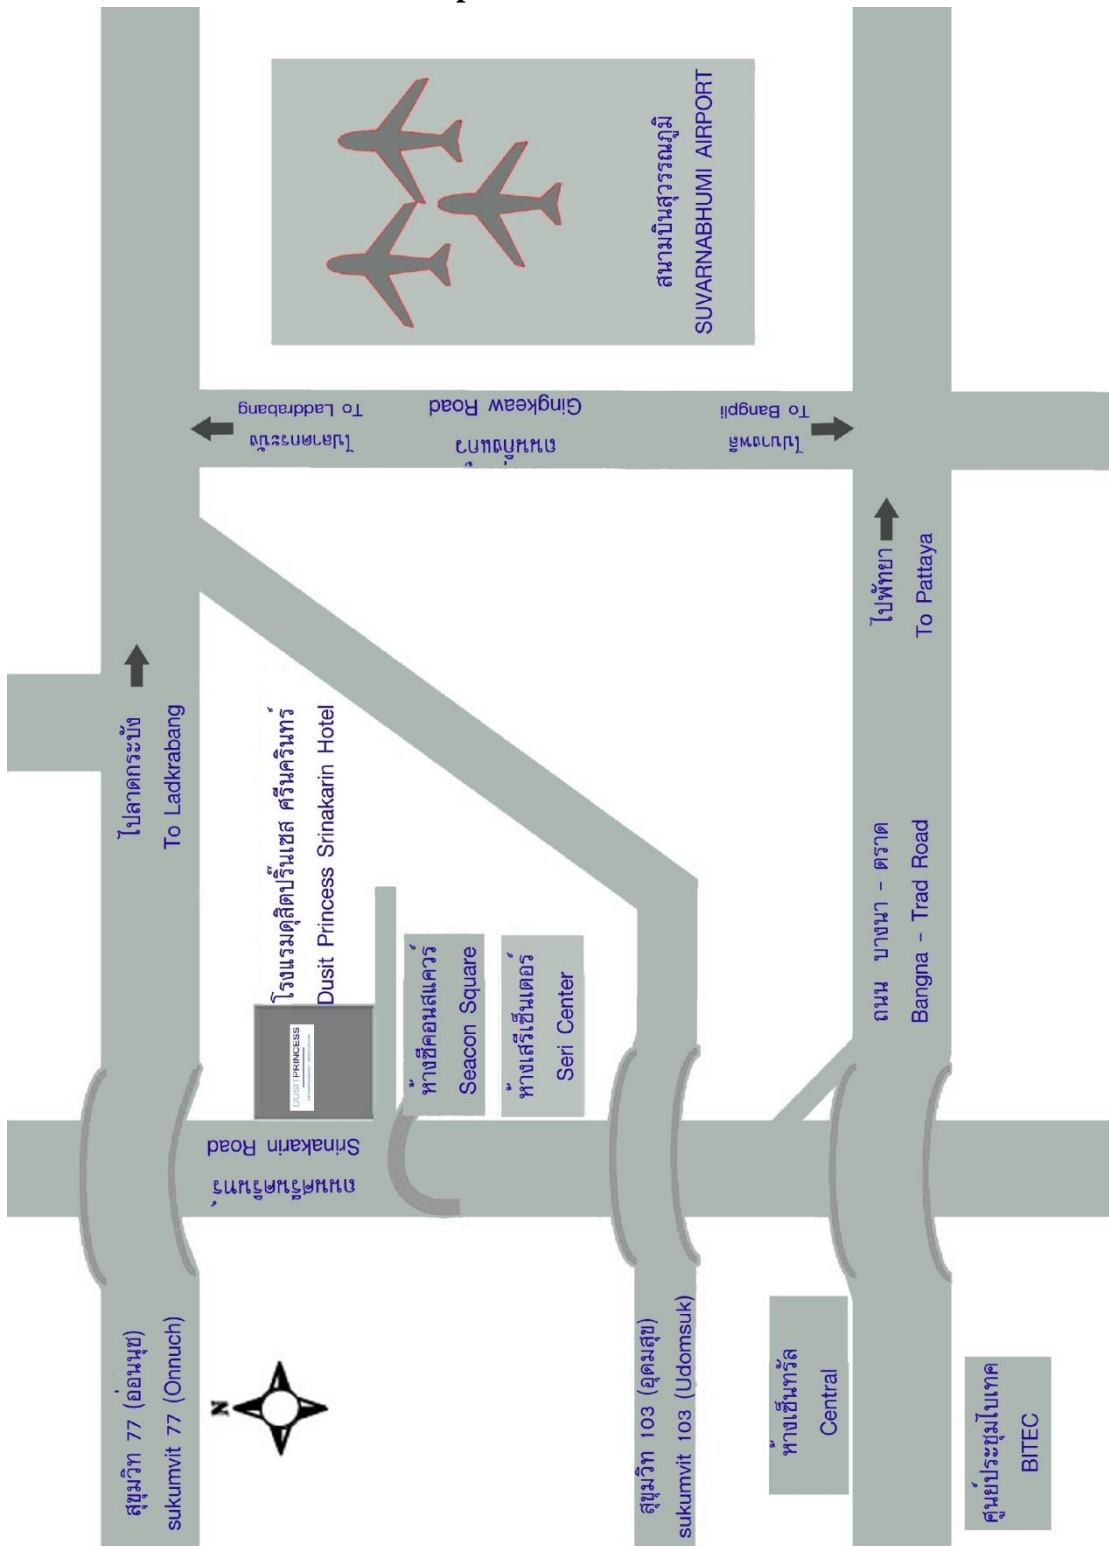 สนามบินสุวรรณภูมิ
SUVARNABHUMI AIRPORT
To Laddrabang
ไปลาดกระบัง
Gingkeaw Road
ถนนกิ่งแก้ว
To Bangpli
ไปบางพลี
ไปพัทยา
To Pattaya
ไปลาดกระบัง
To Ladkrabang
โรงแรมดุสิตปริ๊นเซส ศรีนครินทร์
Dusit Princess Srinakarin Hotel
DUSITPRINCESS
ห้างซีคอนสแควร์
Seacon Square
ห้างเสรีเซ็นเตอร์
Seri Center
ถนน บางนา - ตราด
Bangna - Trad Road
Srinakarin Road
ถนนศรีนครินทร์
สุขุมวิท 77 (อ่อนนุช)
sukumvit 77 (Onnuch)
N
สุขุมวิท 103 (อุดมสุข)
sukumvit 103 (Udomsuk)
ห้างเซ็นทรัล
Central
ศูนย์ประชุมไบเทค
BITEC